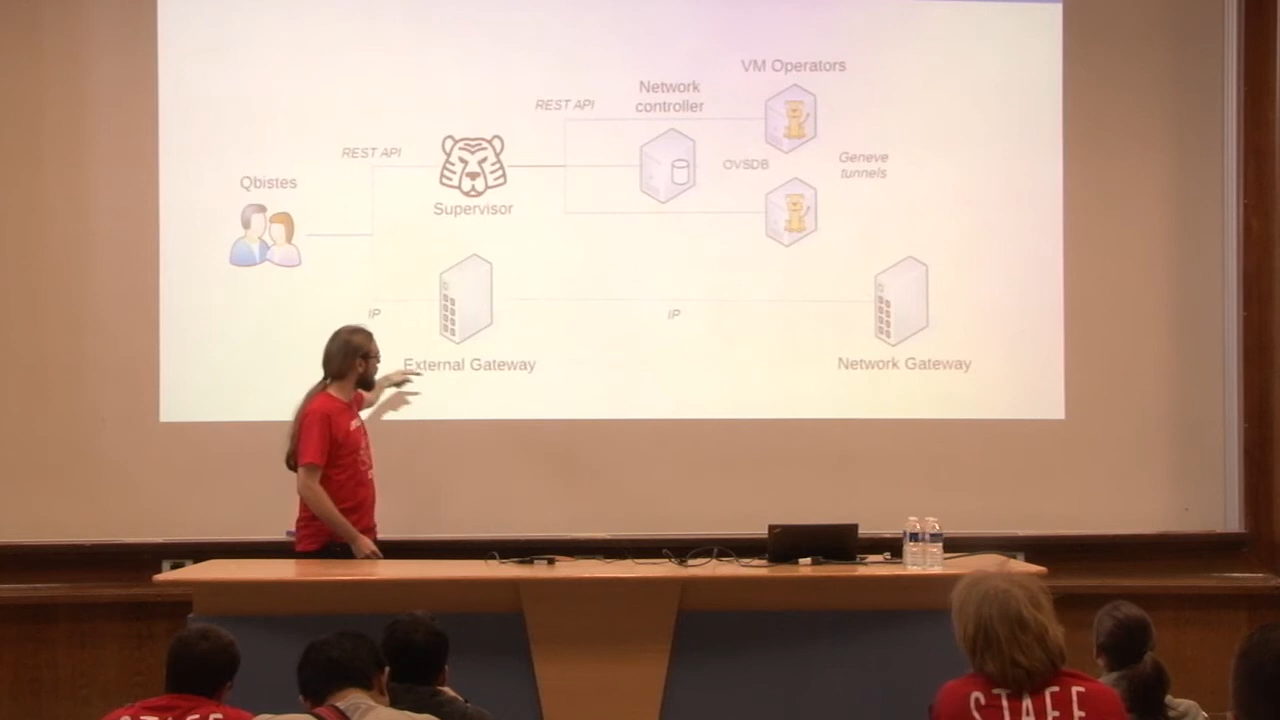 VM Operators
Network
controller
REST API
REST API
OVSDB
Geneve
tunnels
Qbistes
Supervisor
IP
IP
External Gateway
Network Gateway
STAFF
STAFF